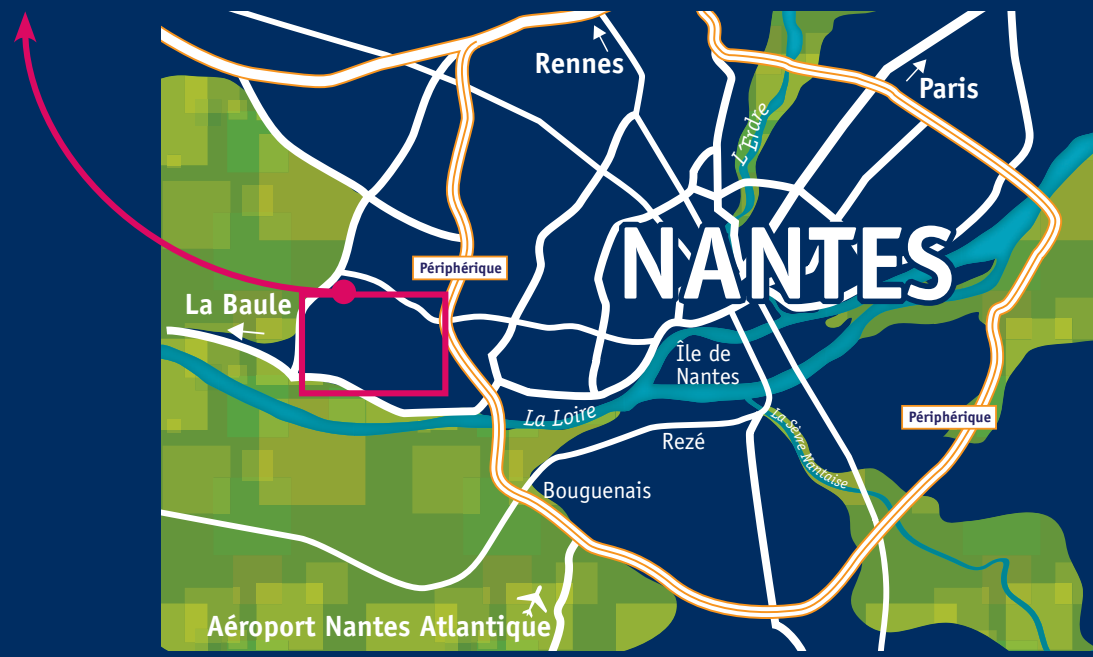 Rennes
Paris
L'Erdre
NANTES
Périphérique
La Baule
Île de
Nantes
La Loire
Périphérique
La Sèvre Nantaise
Rezé
Bouguenais
Aéroport Nantes Atlantique